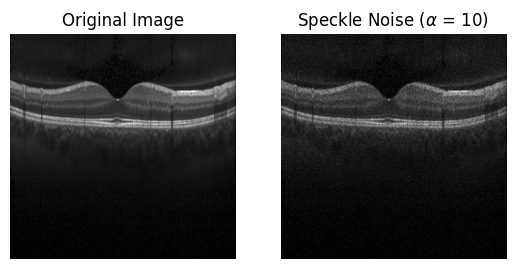 Original Image
Speckle Noise (α = 10)